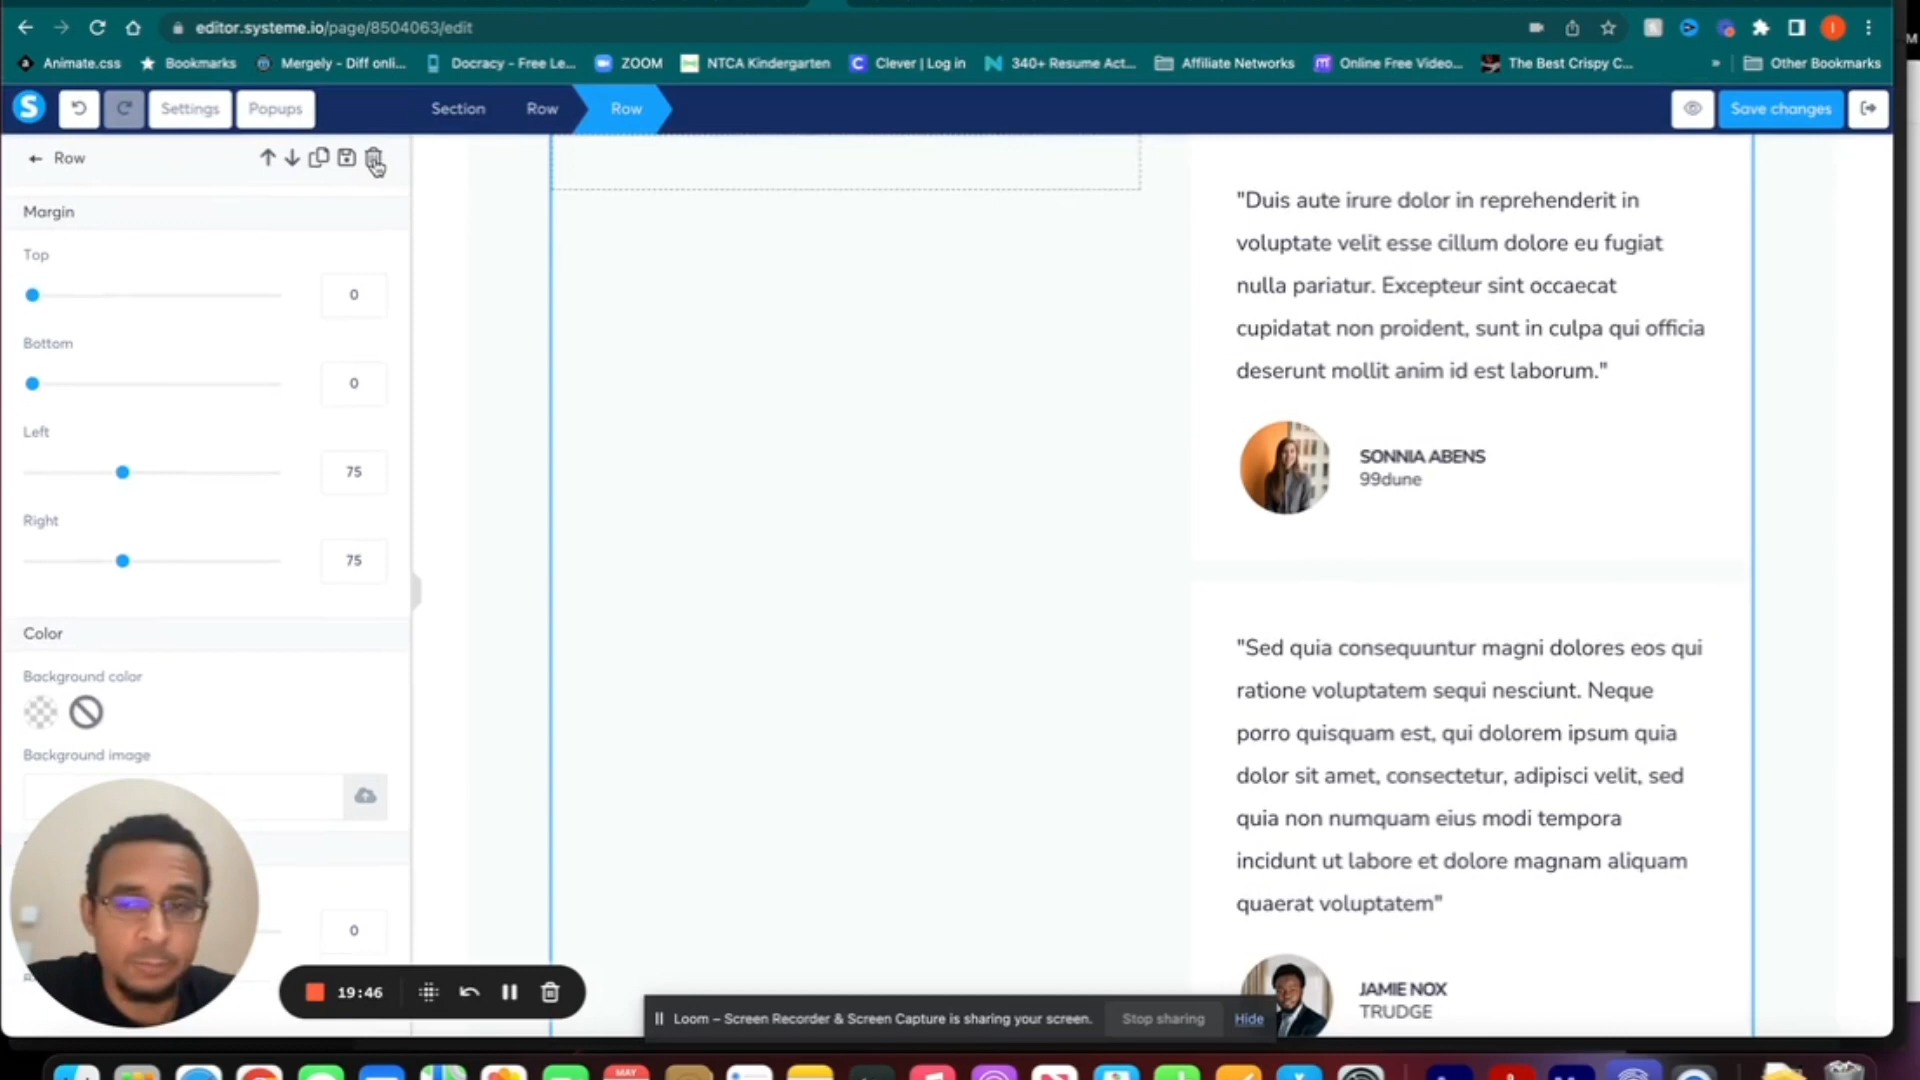 editor.systeme.io/page/8504063/edit
Animate.css
Bookmarks
Mergely - Diff onli...
Docracy - Free Le...
ZOOM
NTCA Kindergarten
Clever | Log in
340+ Resume Act...
Affiliate Networks
Online Free Video...
The Best Crispy C...
»
Other Bookmarks
S
Settings
Popups
Section
Row
Row
Save changes
← Row
Margin
Top
0
Bottom
0
Left
75
Right
75
Color
Background color
Background image
0
"Duis aute irure dolor in reprehenderit in
voluptate velit esse cillum dolore eu fugiat
nulla pariatur. Excepteur sint occaecat
cupidatat non proident, sunt in culpa qui officia
deserunt mollit anim id est laborum."
SONNIA ABENS
99dune
"Sed quia consequuntur magni dolores eos qui
ratione voluptatem sequi nesciunt. Neque
porro quisquam est, qui dolorem ipsum quia
dolor sit amet, consectetur, adipisci velit, sed
quia non numquam eius modi tempora
incidunt ut labore et dolore magnam aliquam
quaerat voluptatem"
JAMIE NOX
TRUDGE
19:46
Loom – Screen Recorder & Screen Capture is sharing your screen.
Stop sharing
Hide
MAY